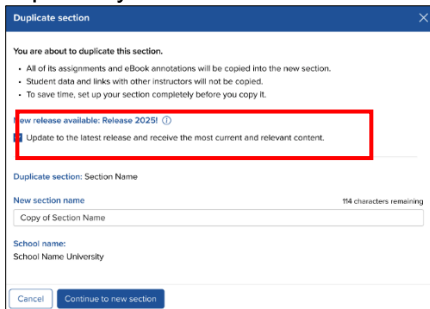 Duplicate section
You are about to duplicate this section.
• All of its assignments and eBook annotations will be copied into the new section.
• Student data and links with other instructors will not be copied.
• To save time, set up your section completely before you copy it.
New release available: Release 2025!
Update to the latest release and receive the most current and relevant content.
Duplicate section: Section Name
New section name 114 characters remaining
Copy of Section Name
School name:
School Name University
Cancel Continue to new section